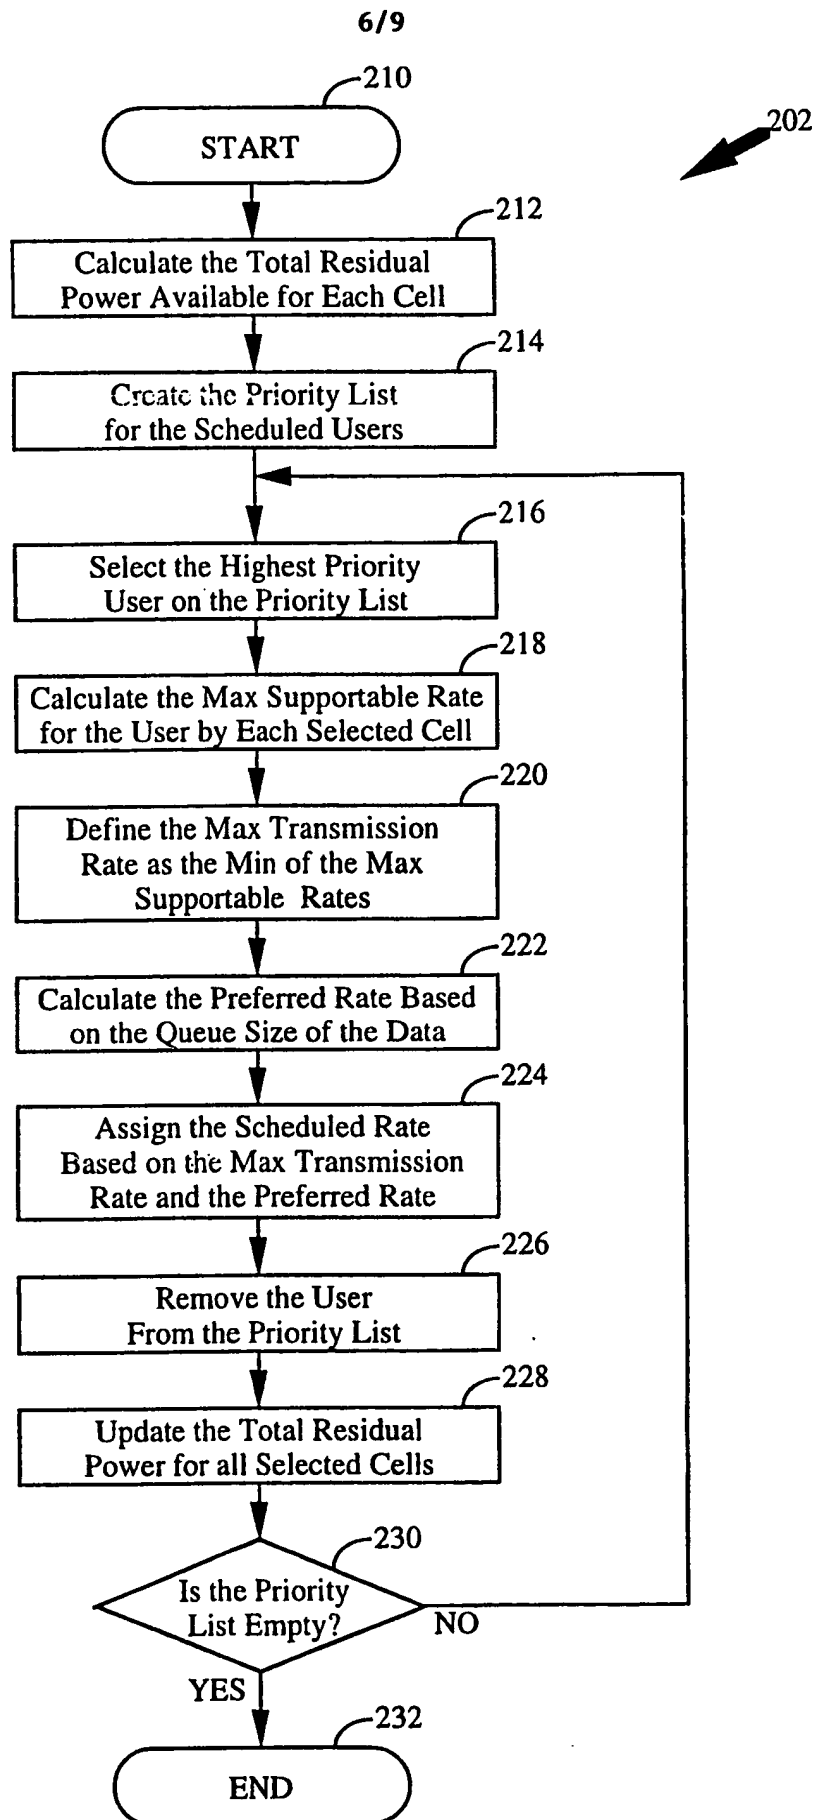 6/9
210
START
202
212
Calculate the Total Residual
Power Available for Each Cell
214
Create the Priority List
for the Scheduled Users
216
Select the Highest Priority
User on the Priority List
218
Calculate the Max Supportable Rate
for the User by Each Selected Cell
220
Define the Max Transmission
Rate as the Min of the Max
Supportable Rates
222
Calculate the Preferred Rate Based
on the Queue Size of the Data
224
Assign the Scheduled Rate
Based on the Max Transmission
Rate and the Preferred Rate
226
Remove the User
From the Priority List
228
Update the Total Residual
Power for all Selected Cells
230
Is the Priority
List Empty?
NO
YES
232
END